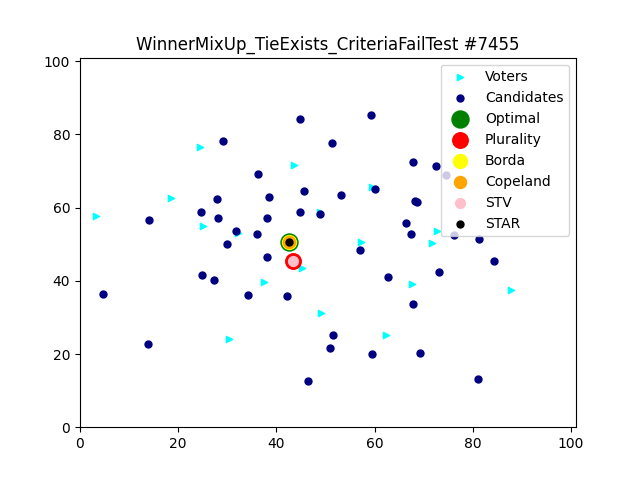 WinnerMixUp_TieExists_CriteriaFailTest #7455
100
80
60
40
20
0
0 20 40 60 80 100
Voters
Candidates
Optimal
Plurality
Borda
Copeland
STV
STAR